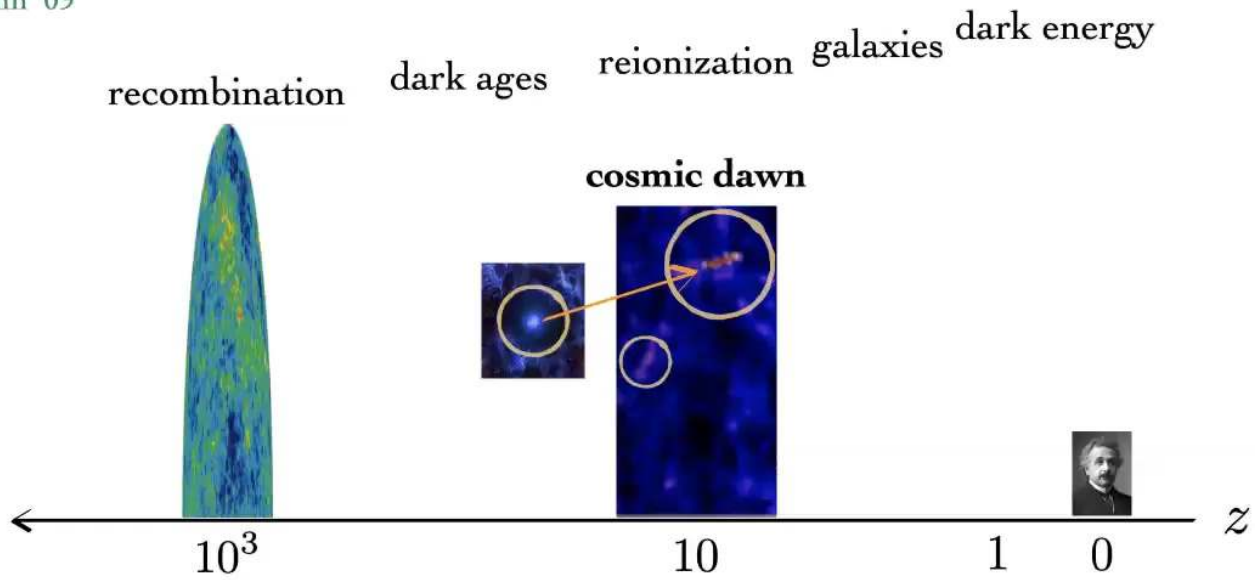 dark energy
galaxies
reionization
dark ages
recombination
cosmic dawn
z
10³ 10 1 0